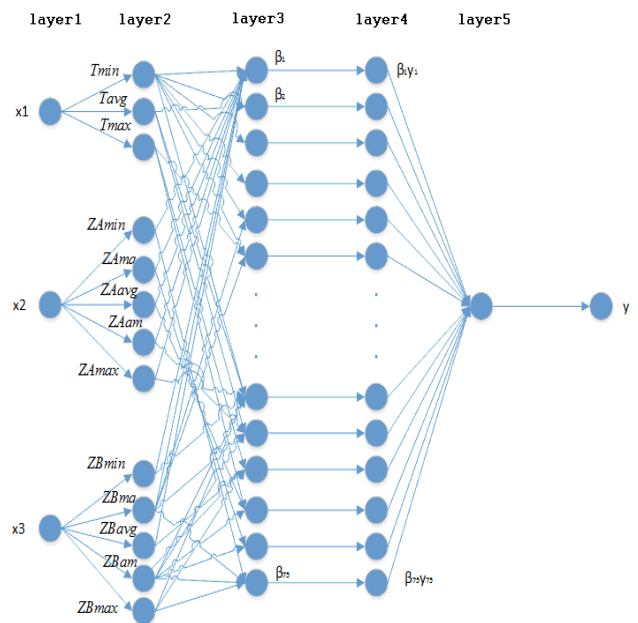 layer1 layer2 layer3 layer4 layer5
Tmin
β₁
β₁y₁
Tavg
β₂
x1
Tmax
ZAmin
ZAma
ZAavg
x2
y
ZAam
ZAmax
ZBmin
ZBma
x3
ZBavg
ZBam
β₇₅
β₇₅y₇₅
ZBmax